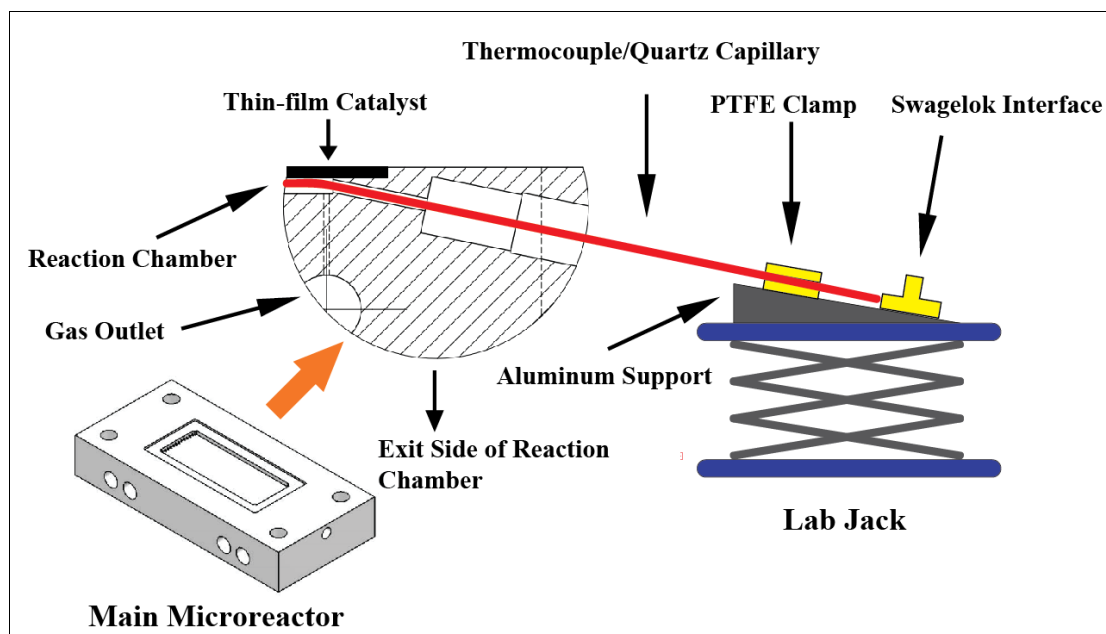 Thermocouple/Quartz Capillary
Thin-film Catalyst
PTFE Clamp
Swagelok Interface
Reaction Chamber
Gas Outlet
Aluminum Support
Exit Side of Reaction
Chamber
Lab Jack
Main Microreactor